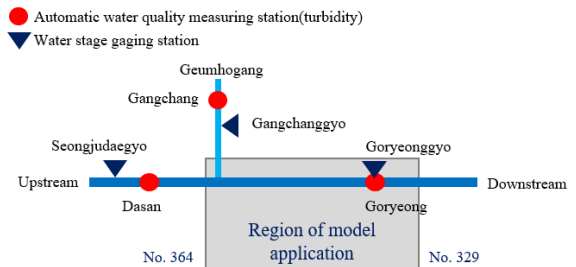 Automatic water quality measuring station(turbidity)
Water stage gaging station
Geumhogang
Gangchang
Gangchanggyo
Seongjudaegyo
Goryeonggyo
Upstream
Downstream
Dasan
Goryeong
Region of model
application
No. 364
No. 329